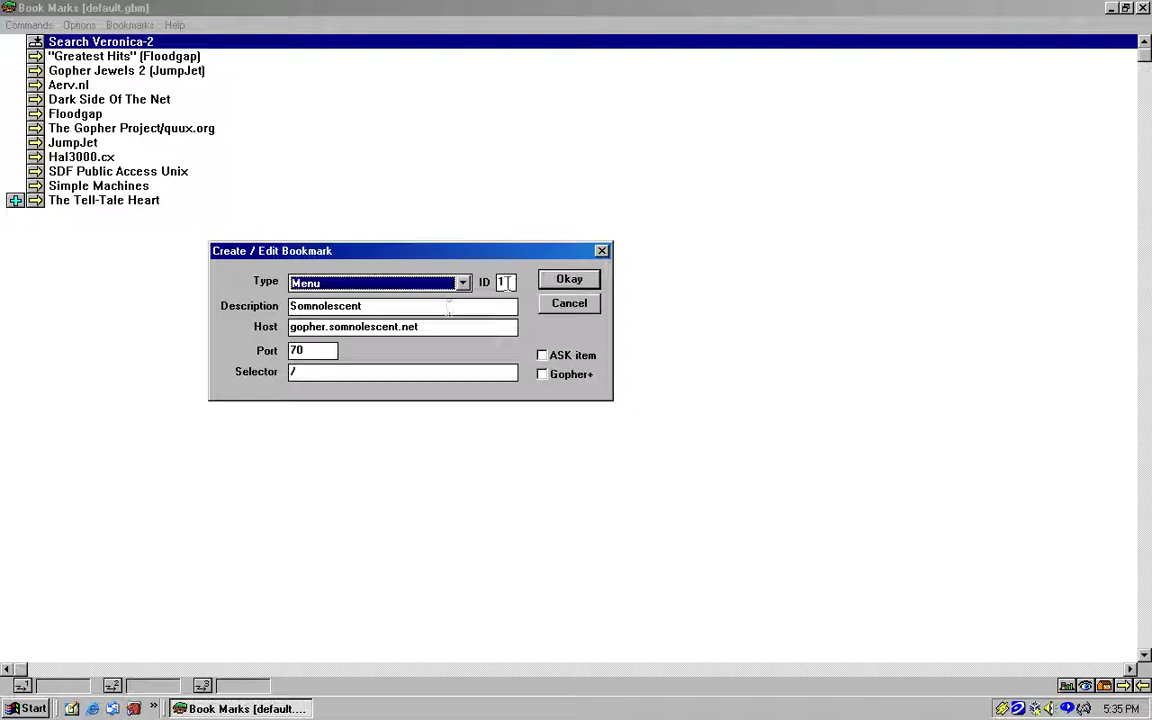 Book Marks [default.gbm]
Commands Options Bookmarks Help
Search Veronica-2
"Greatest Hits" (Floodgap)
Gopher Jewels 2 (JumpJet)
Aerv.nl
Dark Side Of The Net
Floodgap
The Gopher Project/quux.org
JumpJet
Hal3000.cx
SDF Public Access Unix
Simple Machines
The Tell-Tale Heart
Create / Edit Bookmark
Type Menu ID 1 Okay
Description Somnolescent Cancel
Host gopher.somnolescent.net
Port 70 ASK item
Selector / Gopher+
1 2 3
Start » Book Marks [default.... 5:35 PM